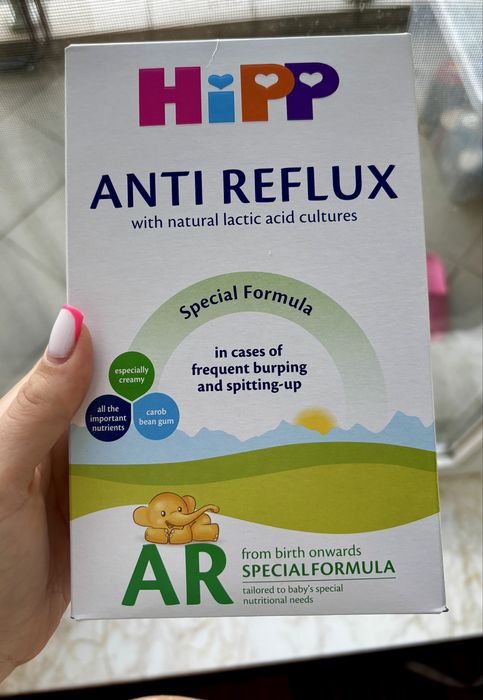 HiPP
ANTI REFLUX
with natural lactic acid cultures
Special Formula
in cases of
frequent burping
and spitting-up
especially
creamy
all the
important
nutrients
carob
bean gum
AR
from birth onwards
SPECIALFORMULA
tailored to baby's special
nutritional needs